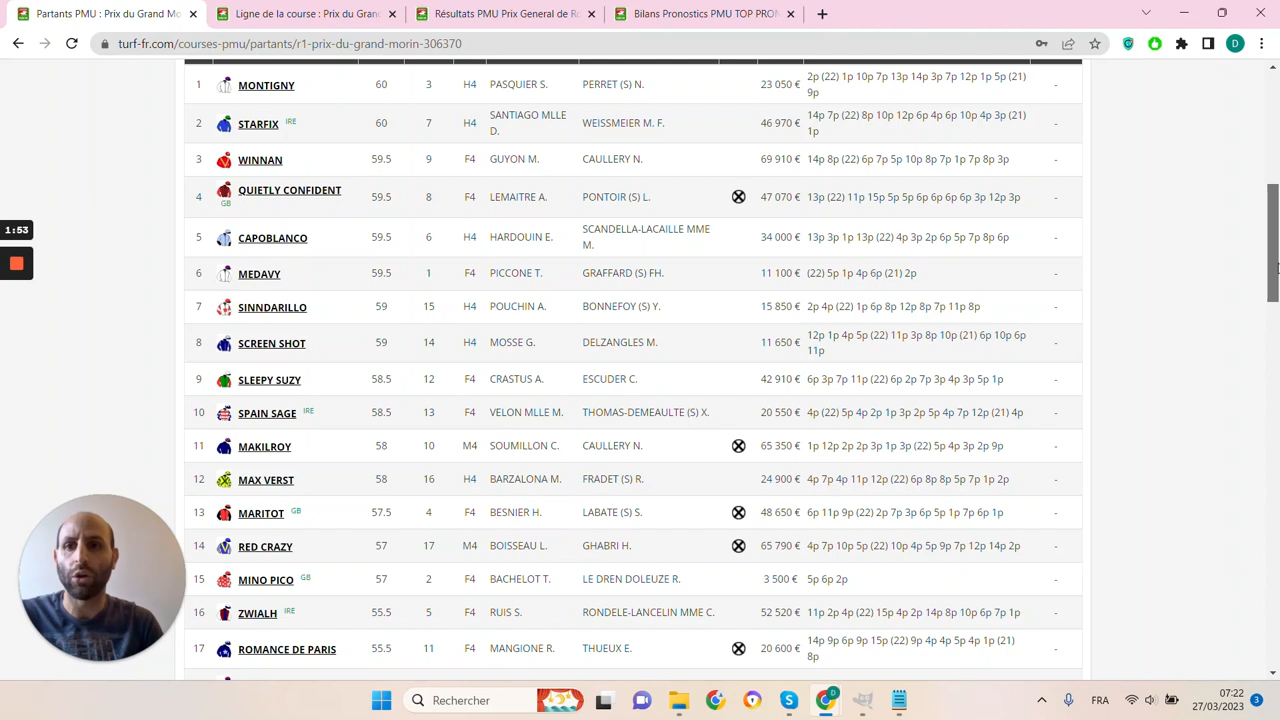 Partants PMU : Prix du Grand Mo
Ligne de la course : Prix du Gran
Résultats PMU Prix General de Ro
Bilans Pronostics PMU TOP PRON
turf-fr.com/courses-pmu/partants/r1-prix-du-grand-morin-306370
D
1 MONTIGNY 60 3 H4 PASQUIER S. PERRET (S) N. 23 050 € 2p (22) 1p 10p 7p 13p 14p 3p 7p 12p 1p 5p (21) -
9p
2 STARFIX IRE 60 7 H4 SANTIAGO MLLE WEISSMEIER M. F. 46 970 € 14p 7p (22) 8p 10p 12p 6p 4p 6p 10p 4p 3p (21) -
D. 1p
3 WINNAN 59.5 9 F4 GUYON M. CAULLERY N. 69 910 € 14p 8p (22) 6p 7p 5p 10p 8p 7p 1p 7p 8p 3p -
4 QUIETLY CONFIDENT 59.5 8 F4 LEMAITRE A. PONTOIR (S) L. 47 070 € 13p (22) 11p 15p 5p 5p 6p 6p 6p 6p 3p 12p 3p -
GB
5 CAPOBLANCO 59.5 6 H4 HARDOUIN E. SCANDELLA-LACAILLE MME 34 000 € 13p 3p 1p 13p (22) 4p 3p 2p 6p 5p 7p 8p 6p -
M.
6 MEDAVY 59.5 1 F4 PICCONE T. GRAFFARD (S) FH. 11 100 € (22) 5p 1p 4p 6p (21) 2p -
7 SINNDARILLO 59 15 H4 POUCHIN A. BONNEFOY (S) Y. 15 850 € 2p 4p (22) 1p 6p 8p 12p 8p 7p 11p 8p -
8 SCREEN SHOT 59 14 H4 MOSSE G. DELZANGLES M. 11 650 € 12p 1p 4p 5p (22) 11p 3p 8p 10p (21) 6p 10p 6p -
11p
9 SLEEPY SUZY 58.5 12 F4 CRASTUS A. ESCUDER C. 42 910 € 6p 3p 7p 11p (22) 6p 2p 7p 3p 4p 3p 5p 1p -
10 SPAIN SAGE IRE 58.5 13 F4 VELON MLLE M. THOMAS-DEMEAULTE (S) X. 20 550 € 4p (22) 5p 4p 2p 1p 3p 2p 5p 4p 7p 12p (21) 4p -
11 MAKILROY 58 10 M4 SOUMILLON C. CAULLERY N. 65 350 € 1p 12p 2p 2p 3p 1p 3p (22) 5p 4p 3p 2p 9p -
12 MAX VERST 58 16 H4 BARZALONA M. FRADET (S) R. 24 900 € 4p 7p 4p 11p 12p (22) 6p 8p 8p 5p 7p 1p 2p -
13 MARITOT GB 57.5 4 F4 BESNIER H. LABATE (S) S. 48 650 € 6p 11p 9p (22) 2p 7p 3p 6p 5p 1p 7p 6p 1p -
14 RED CRAZY 57 17 M4 BOISSEAU L. GHABRI H. 65 790 € 4p 7p 10p 5p (22) 10p 4p 5p 9p 7p 12p 14p 2p -
15 MINO PICO GB 57 2 F4 BACHELOT T. LE DREN DOLEUZE R. 3 500 € 5p 6p 2p -
16 ZWIALH IRE 55.5 5 F4 RUIS S. RONDELE-LANCELIN MME C. 52 520 € 11p 2p 4p (22) 15p 4p 2p 14p 8p 10p 6p 7p 1p -
17 ROMANCE DE PARIS 55.5 11 F4 MANGIONE R. THUEUX E. 20 600 € 14p 9p 6p 9p 15p (22) 9p 4p 4p 5p 4p 1p (21) -
8p
1:53
Rechercher
FRA
07:22
27/03/2023
3